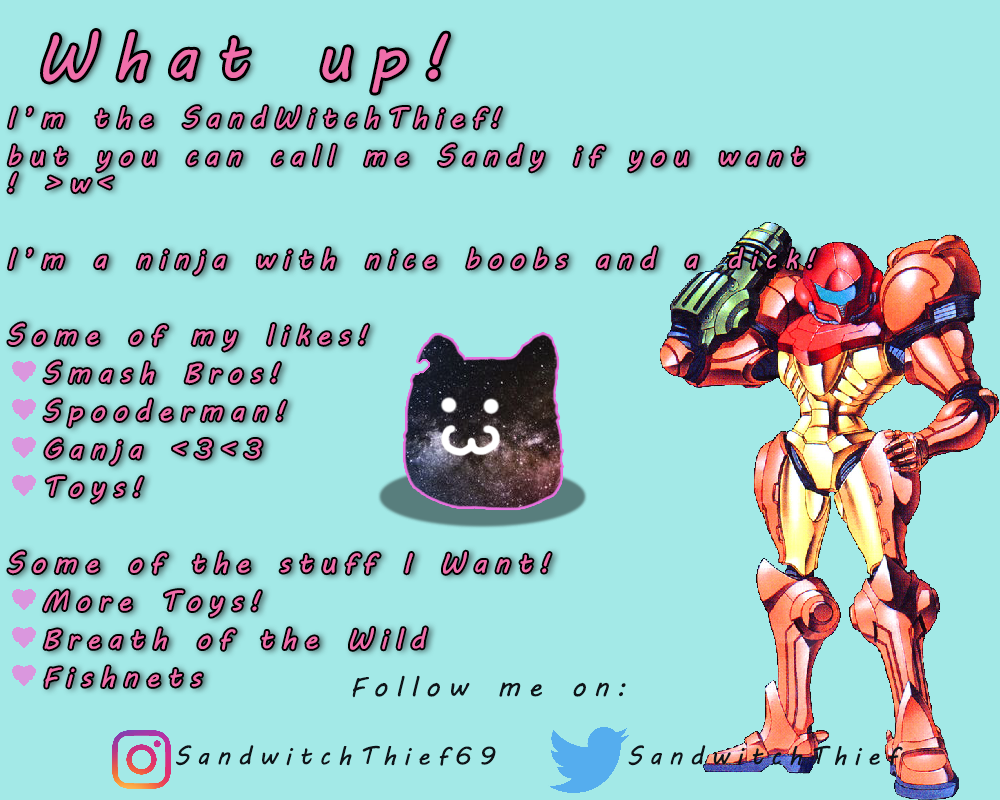 What up!
I'm the SandWitchThief!
but you can call me Sandy if you want
! >w<
I'm a ninja with nice boobs and a dick!
Some of my likes!
Smash Bros!
Spooderman!
Ganja <3<3
Toys!
Some of the stuff I Want!
More Toys!
Breath of the Wild
Fishnets
Follow me on:
SandwitchThief69
SandwitchThief